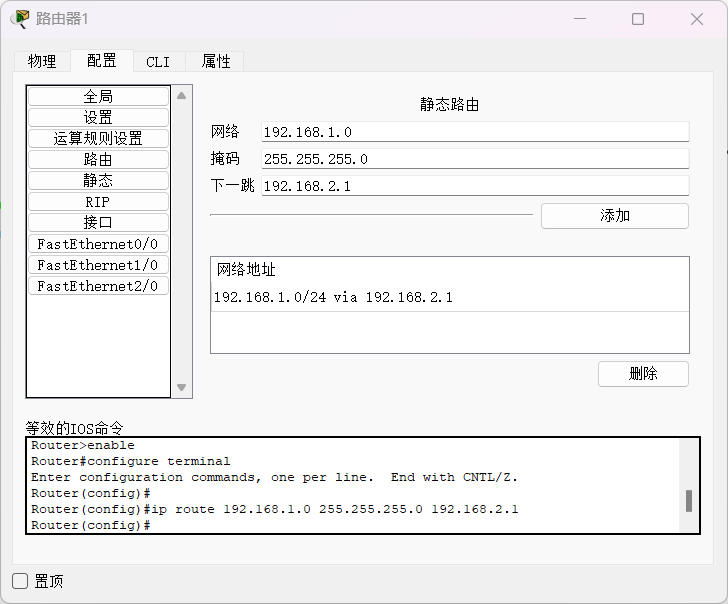 路由器1
物理
配置
CLI
属性
全局
设置
运算规则设置
路由
静态
RIP
接口
FastEthernet0/0
FastEthernet1/0
FastEthernet2/0
静态路由
网络 192.168.1.0
掩码 255.255.255.0
下一跳 192.168.2.1
添加
网络地址
192.168.1.0/24 via 192.168.2.1
删除
等效的IOS命令
Router>enable
Router#configure terminal
Enter configuration commands, one per line.  End with CNTL/Z.
Router(config)#
Router(config)#ip route 192.168.1.0 255.255.255.0 192.168.2.1
Router(config)#
置顶